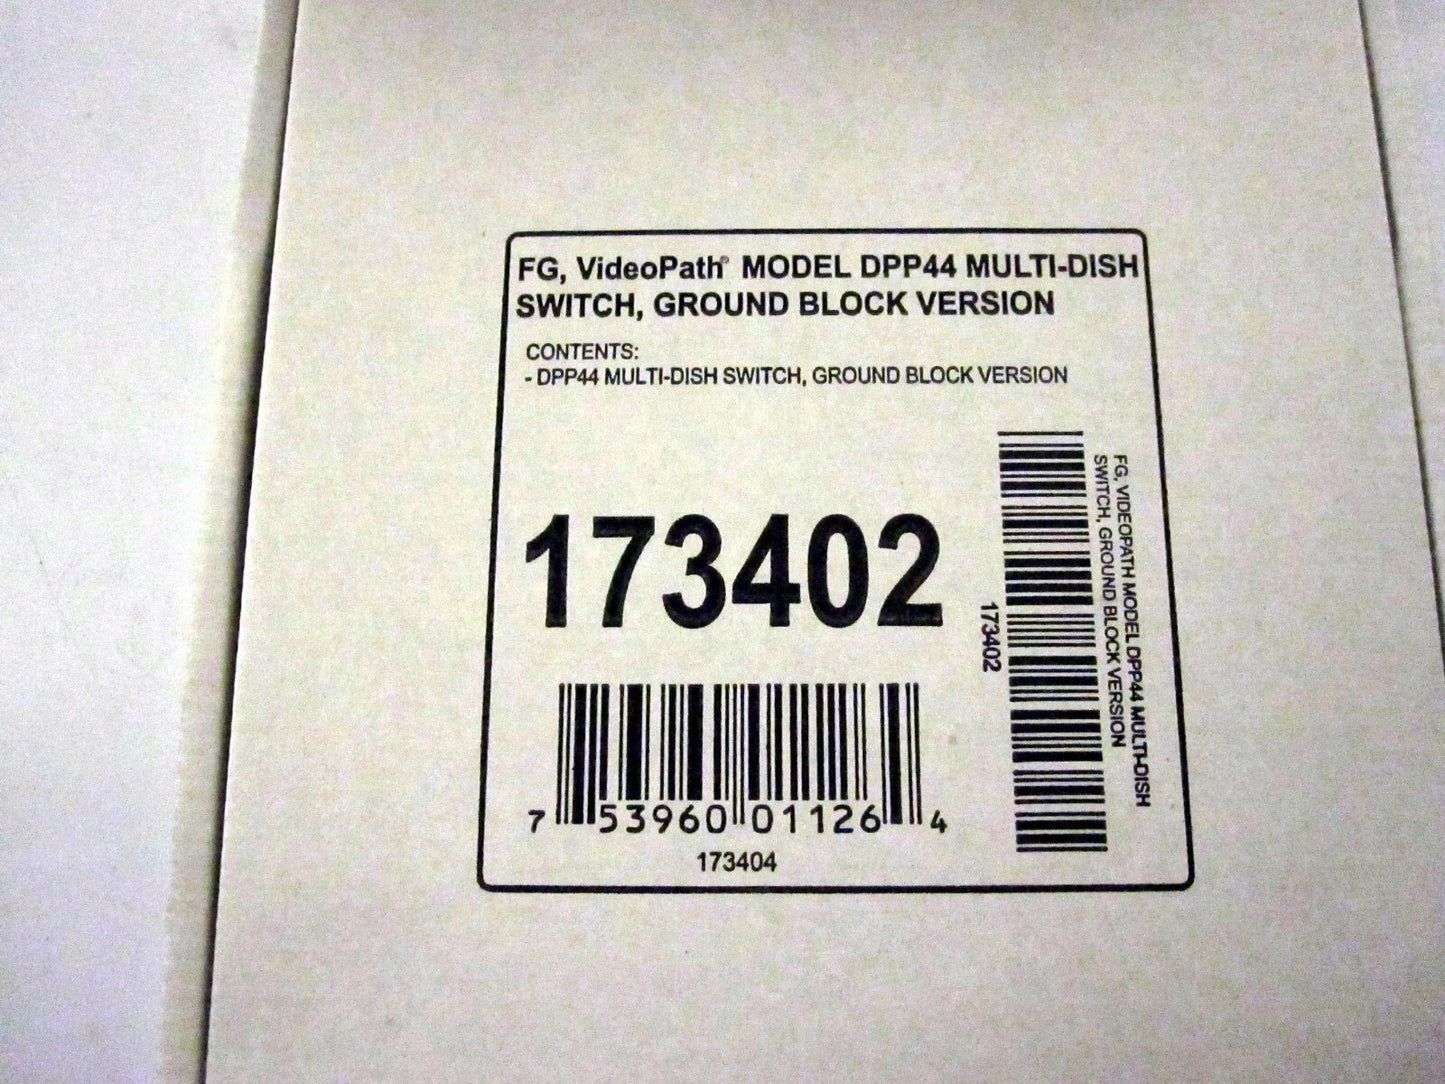 FG, VideoPath® MODEL DPP44 MULTI-DISH
SWITCH, GROUND BLOCK VERSION
CONTENTS:
- DPP44 MULTI-DISH SWITCH, GROUND BLOCK VERSION
173402
FG, VIDEOPATH MODEL DPP44 MULTI-DISH
SWITCH, GROUND BLOCK VERSION
173402
7 53960 01126 4
173404